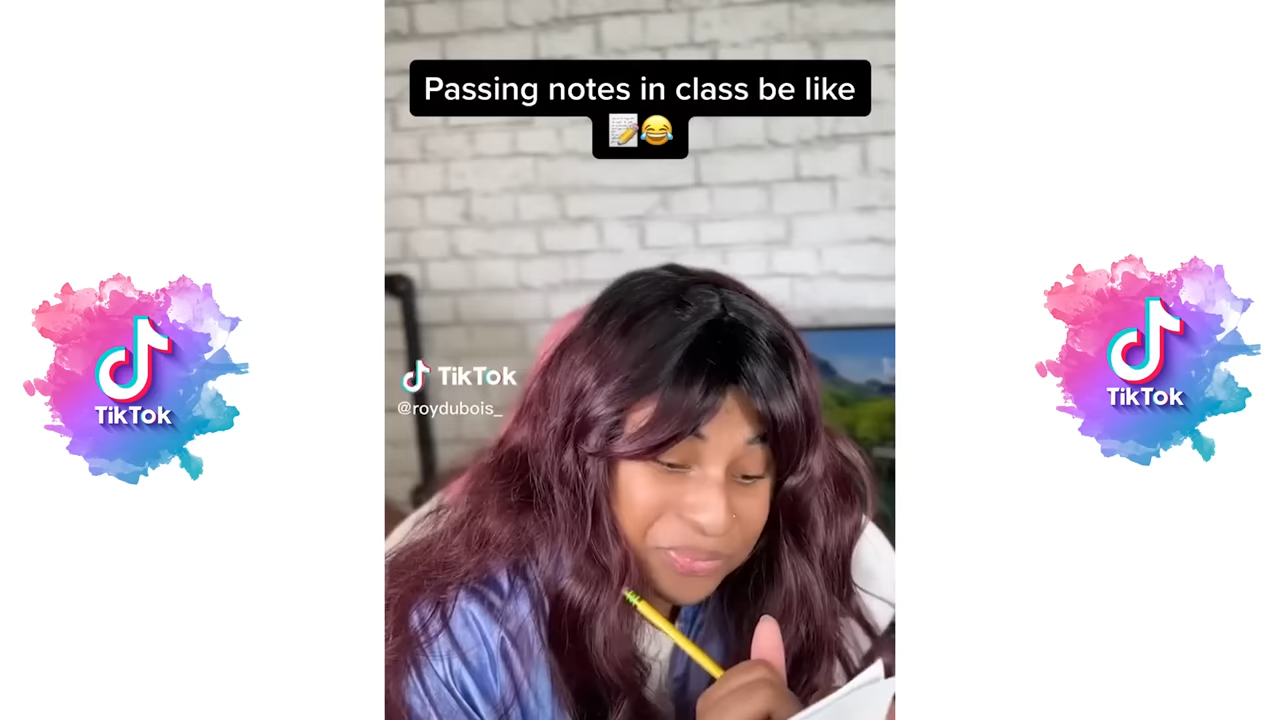 Passing notes in class be like
📝😂
TikTok
@roydubois_
TikTok
TikTok